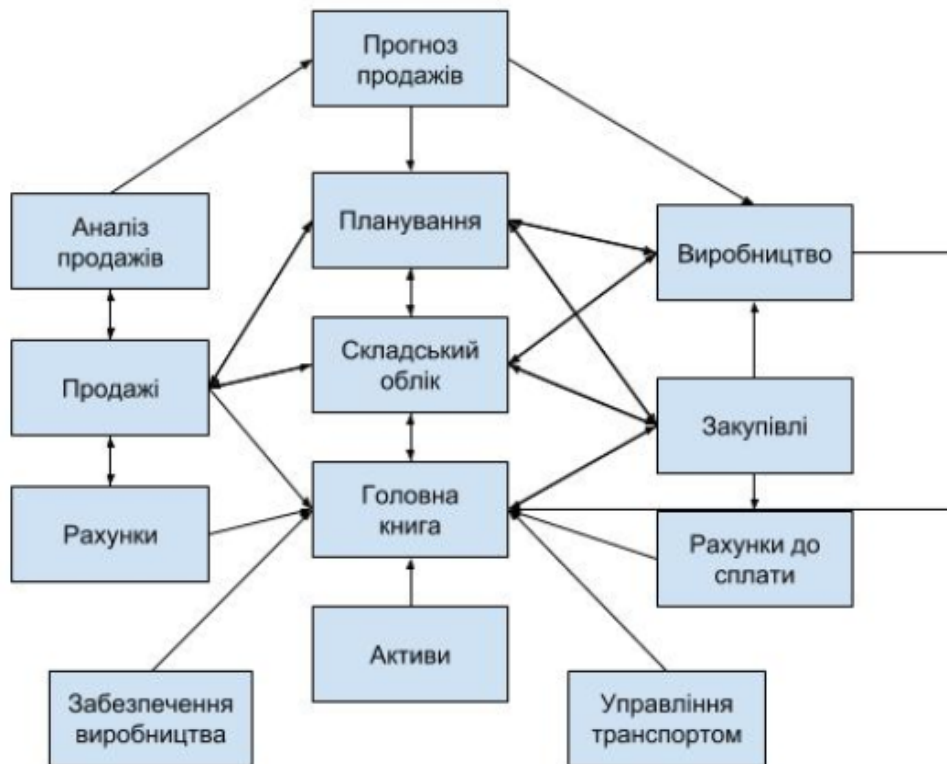 Прогноз
продажів
Аналіз
продажів
Планування
Виробництво
Продажі
Складський
облік
Закупівлі
Рахунки
Головна
книга
Рахунки до
сплати
Активи
Забезпечення
виробництва
Управління
транспортом